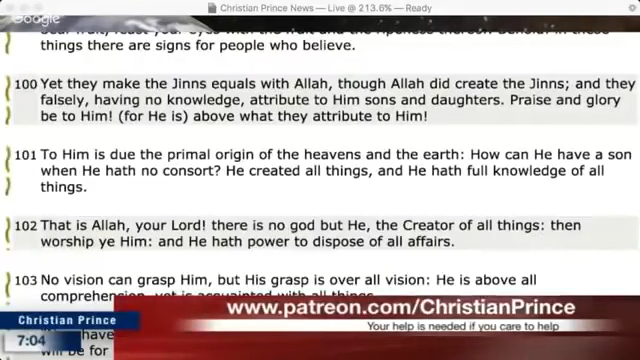 Christian Prince News — Live @ 213.6% — Ready
Google
things there are signs for people who believe.
100 Yet they make the Jinns equals with Allah, though Allah did create the Jinns; and they
falsely, having no knowledge, attribute to Him sons and daughters. Praise and glory
be to Him! (for He is) above what they attribute to Him!
101 To Him is due the primal origin of the heavens and the earth: How can He have a son
when He hath no consort? He created all things, and He hath full knowledge of all
things.
102 That is Allah, your Lord! there is no god but He, the Creator of all things: then
worship ye Him: and He hath power to dispose of all affairs.
103 No vision can grasp Him, but His grasp is over all vision: He is above all
comprehension, yet is acquainted with all things.
www.patreon.com/ChristianPrince
Christian Prince
Your help is needed if you care to help
7:04
have
will be for